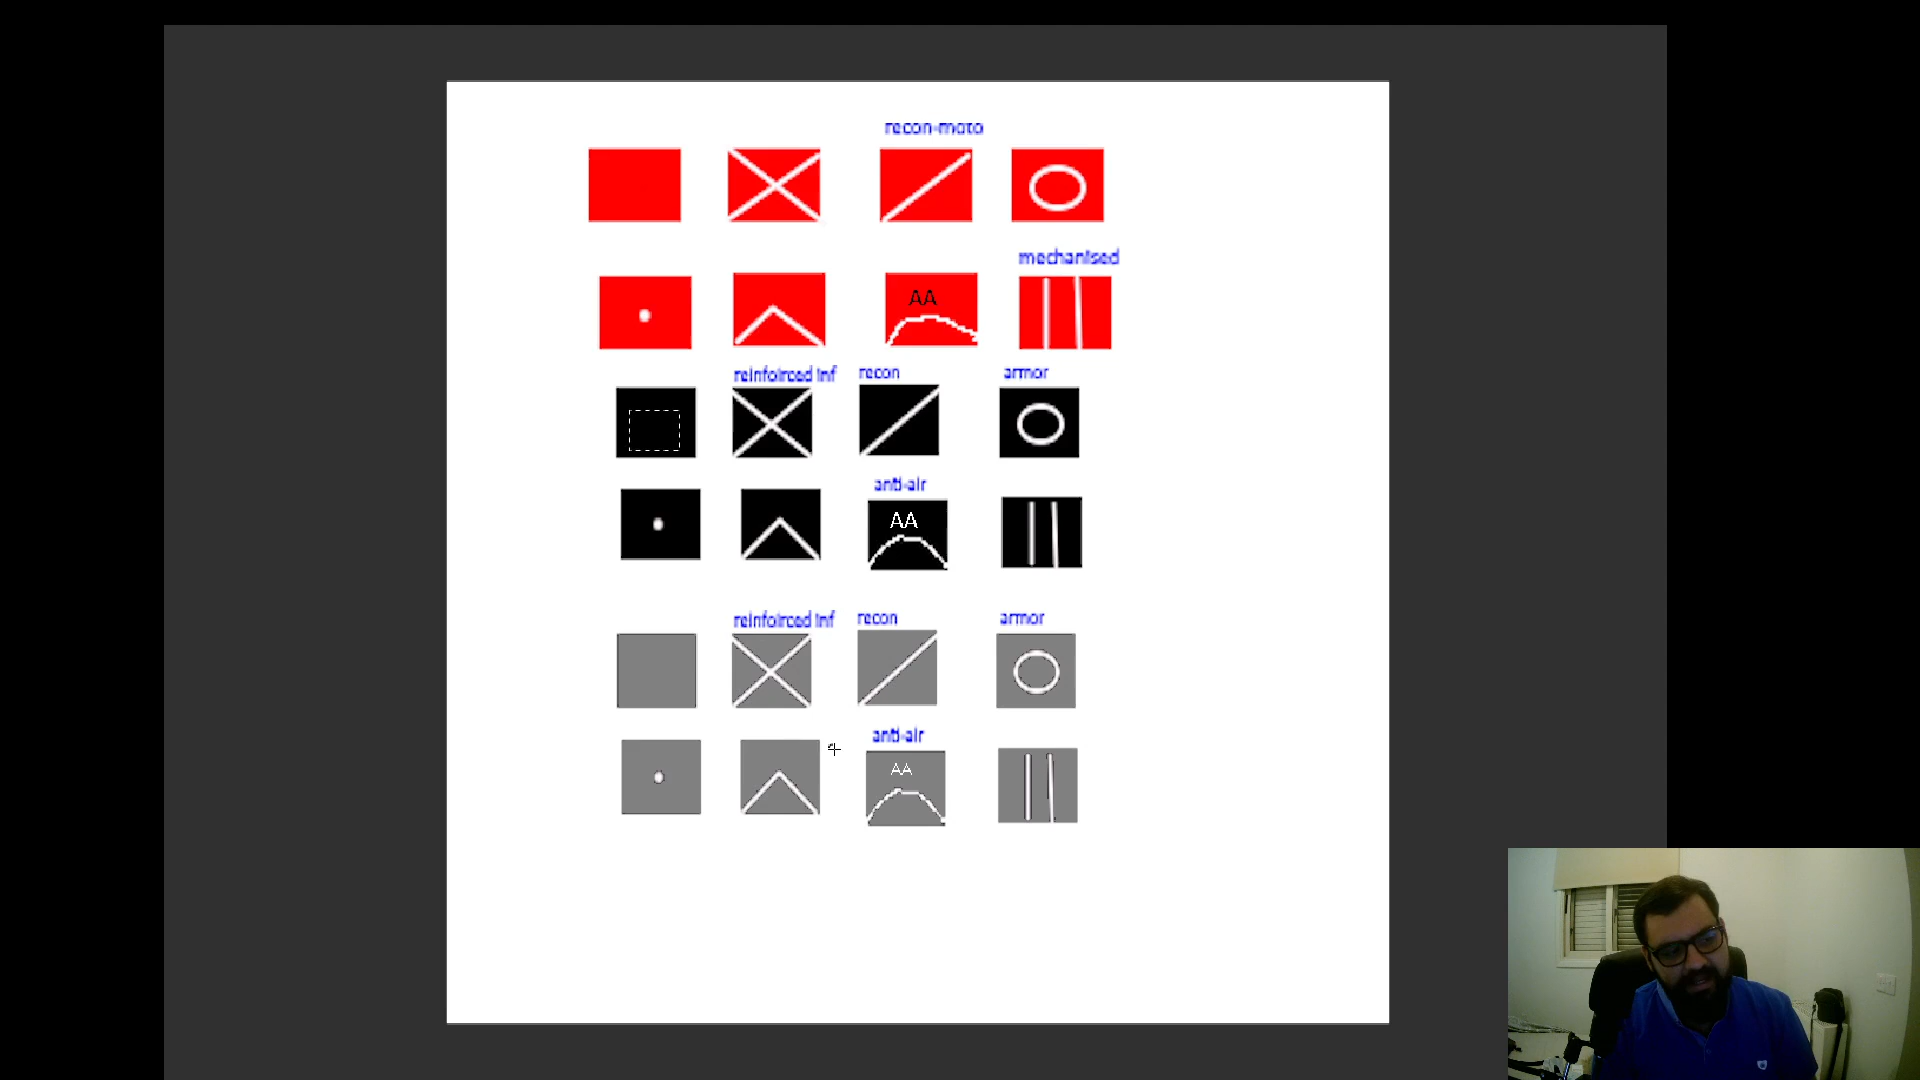 recon-moto
mechanised
AA
reinfoirced inf recon armor
anti-air
AA
reinfoirced inf recon armor
anti-air
AA